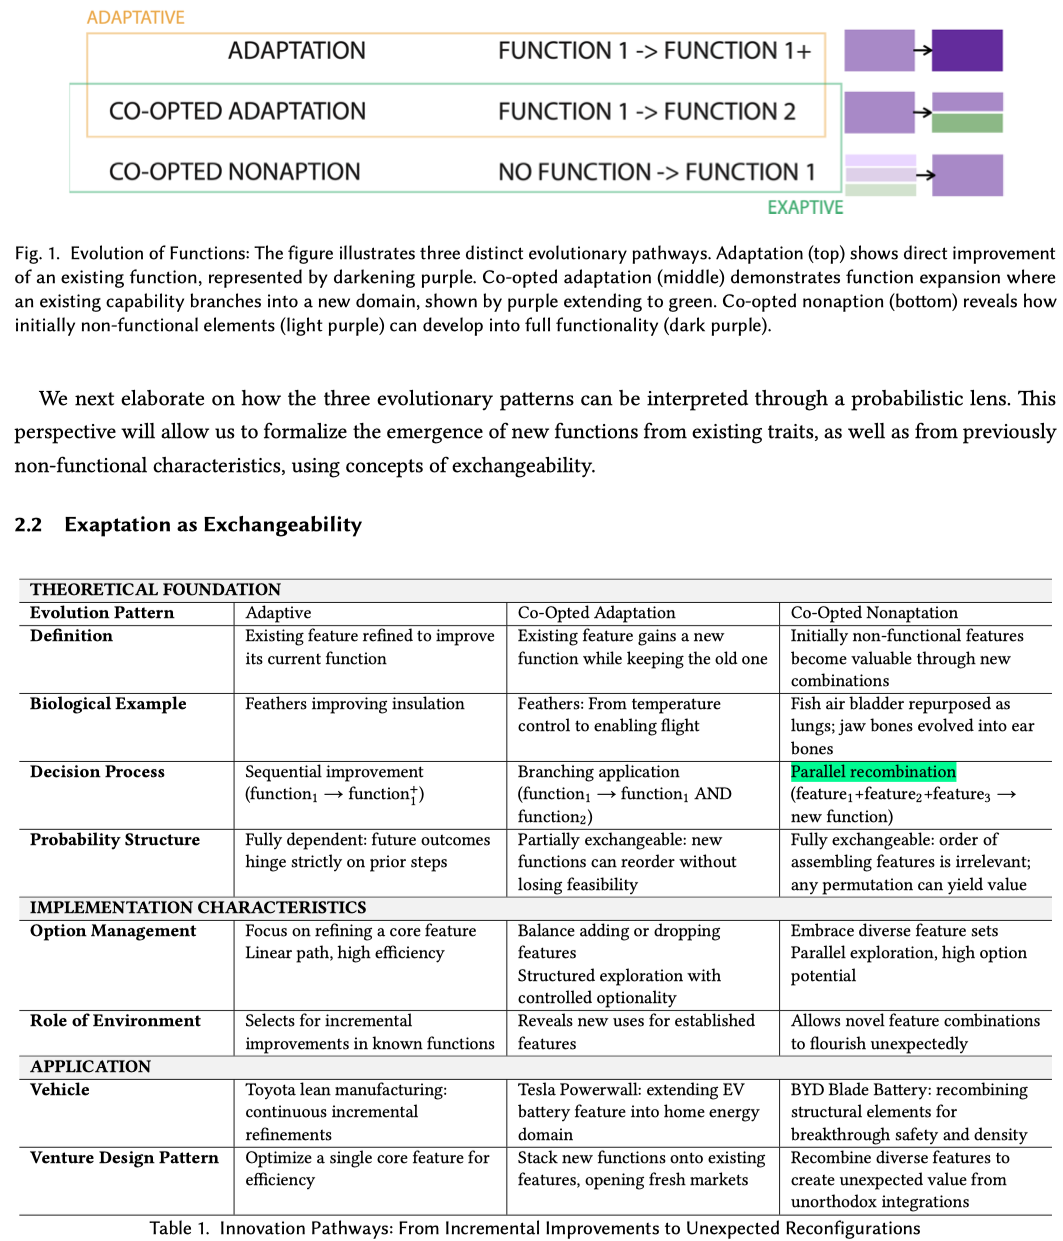 ADAPTATIVE
ADAPTATION FUNCTION 1 -> FUNCTION 1+
CO-OPTED ADAPTATION FUNCTION 1 -> FUNCTION 2
CO-OPTED NONAPTION NO FUNCTION -> FUNCTION 1
EXAPTIVE
Fig. 1. Evolution of Functions: The figure illustrates three distinct evolutionary pathways. Adaptation (top) shows direct improvement
of an existing function, represented by darkening purple. Co-opted adaptation (middle) demonstrates function expansion where
an existing capability branches into a new domain, shown by purple extending to green. Co-opted nonaption (bottom) reveals how
initially non-functional elements (light purple) can develop into full functionality (dark purple).
We next elaborate on how the three evolutionary patterns can be interpreted through a probabilistic lens. This
perspective will allow us to formalize the emergence of new functions from existing traits, as well as from previously
non-functional characteristics, using concepts of exchangeability.
2.2 Exaptation as Exchangeability
THEORETICAL FOUNDATION
Evolution Pattern Adaptive Co-Opted Adaptation Co-Opted Nonaptation
Definition Existing feature refined to improve Existing feature gains a new Initially non-functional features
its current function function while keeping the old one become valuable through new
combinations
Biological Example Feathers improving insulation Feathers: From temperature Fish air bladder repurposed as
control to enabling flight lungs; jaw bones evolved into ear
bones
Decision Process Sequential improvement Branching application Parallel recombination
(function₁ → function₁⁺) (function₁ → function₁ AND (feature₁+feature₂+feature₃ →
function₂) new function)
Probability Structure Fully dependent: future outcomes Partially exchangeable: new Fully exchangeable: order of
hinge strictly on prior steps functions can reorder without assembling features is irrelevant;
losing feasibility any permutation can yield value
IMPLEMENTATION CHARACTERISTICS
Option Management Focus on refining a core feature Balance adding or dropping Embrace diverse feature sets
Linear path, high efficiency features Parallel exploration, high option
Structured exploration with potential
controlled optionality
Role of Environment Selects for incremental Reveals new uses for established Allows novel feature combinations
improvements in known functions features to flourish unexpectedly
APPLICATION
Vehicle Toyota lean manufacturing: Tesla Powerwall: extending EV BYD Blade Battery: recombining
continuous incremental battery feature into home energy structural elements for
refinements domain breakthrough safety and density
Venture Design Pattern Optimize a single core feature for Stack new functions onto existing Recombine diverse features to
efficiency features, opening fresh markets create unexpected value from
unorthodox integrations
Table 1. Innovation Pathways: From Incremental Improvements to Unexpected Reconfigurations